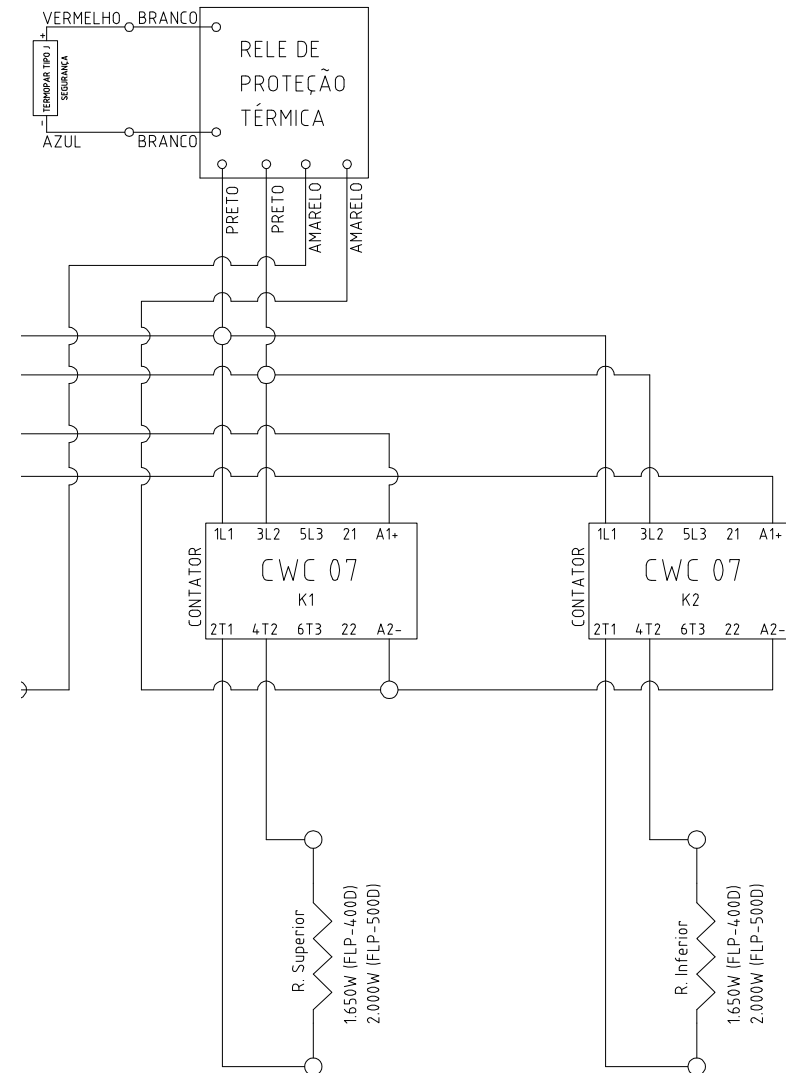 VERMELHO BRANCO
TERMOPAR TIPO J
SEGURANÇA
+
-
AZUL BRANCO
RELE DE
PROTEÇÃO
TÉRMICA
PRETO
PRETO
AMARELO
AMARELO
CONTATOR
1L1 3L2 5L3 21 A1+
CWC 07
K1
2T1 4T2 6T3 22 A2-
CONTATOR
1L1 3L2 5L3 21 A1+
CWC 07
K2
2T1 4T2 6T3 22 A2-
R. Superior
1.650W (FLP-400D)
2.000W (FLP-500D)
R. Inferior
1.650W (FLP-400D)
2.000W (FLP-500D)